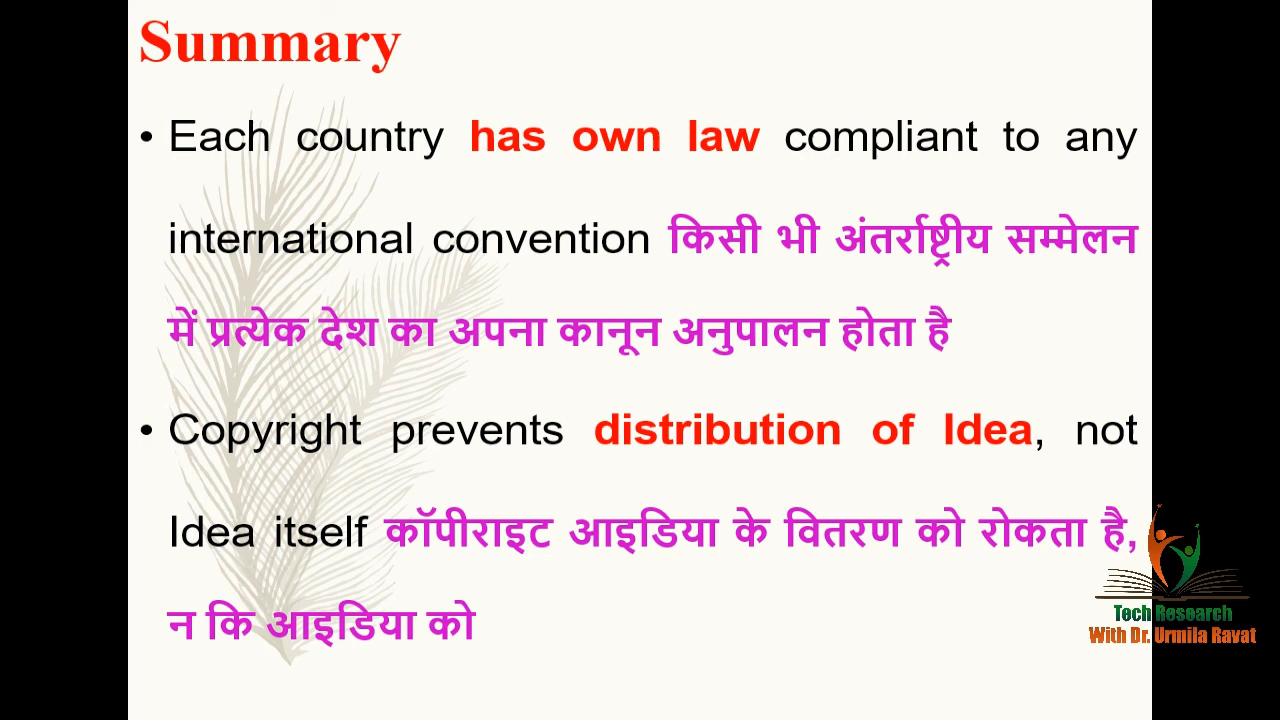 Summary
• Each country has own law compliant to any
international convention किसी भी अंतर्राष्ट्रीय सम्मेलन
में प्रत्येक देश का अपना कानून अनुपालन होता है
• Copyright prevents distribution of Idea, not
Idea itself कॉपीराइट आइडिया के वितरण को रोकता है,
न कि आइडिया को
Tech Research
With Dr. Urmila Ravat